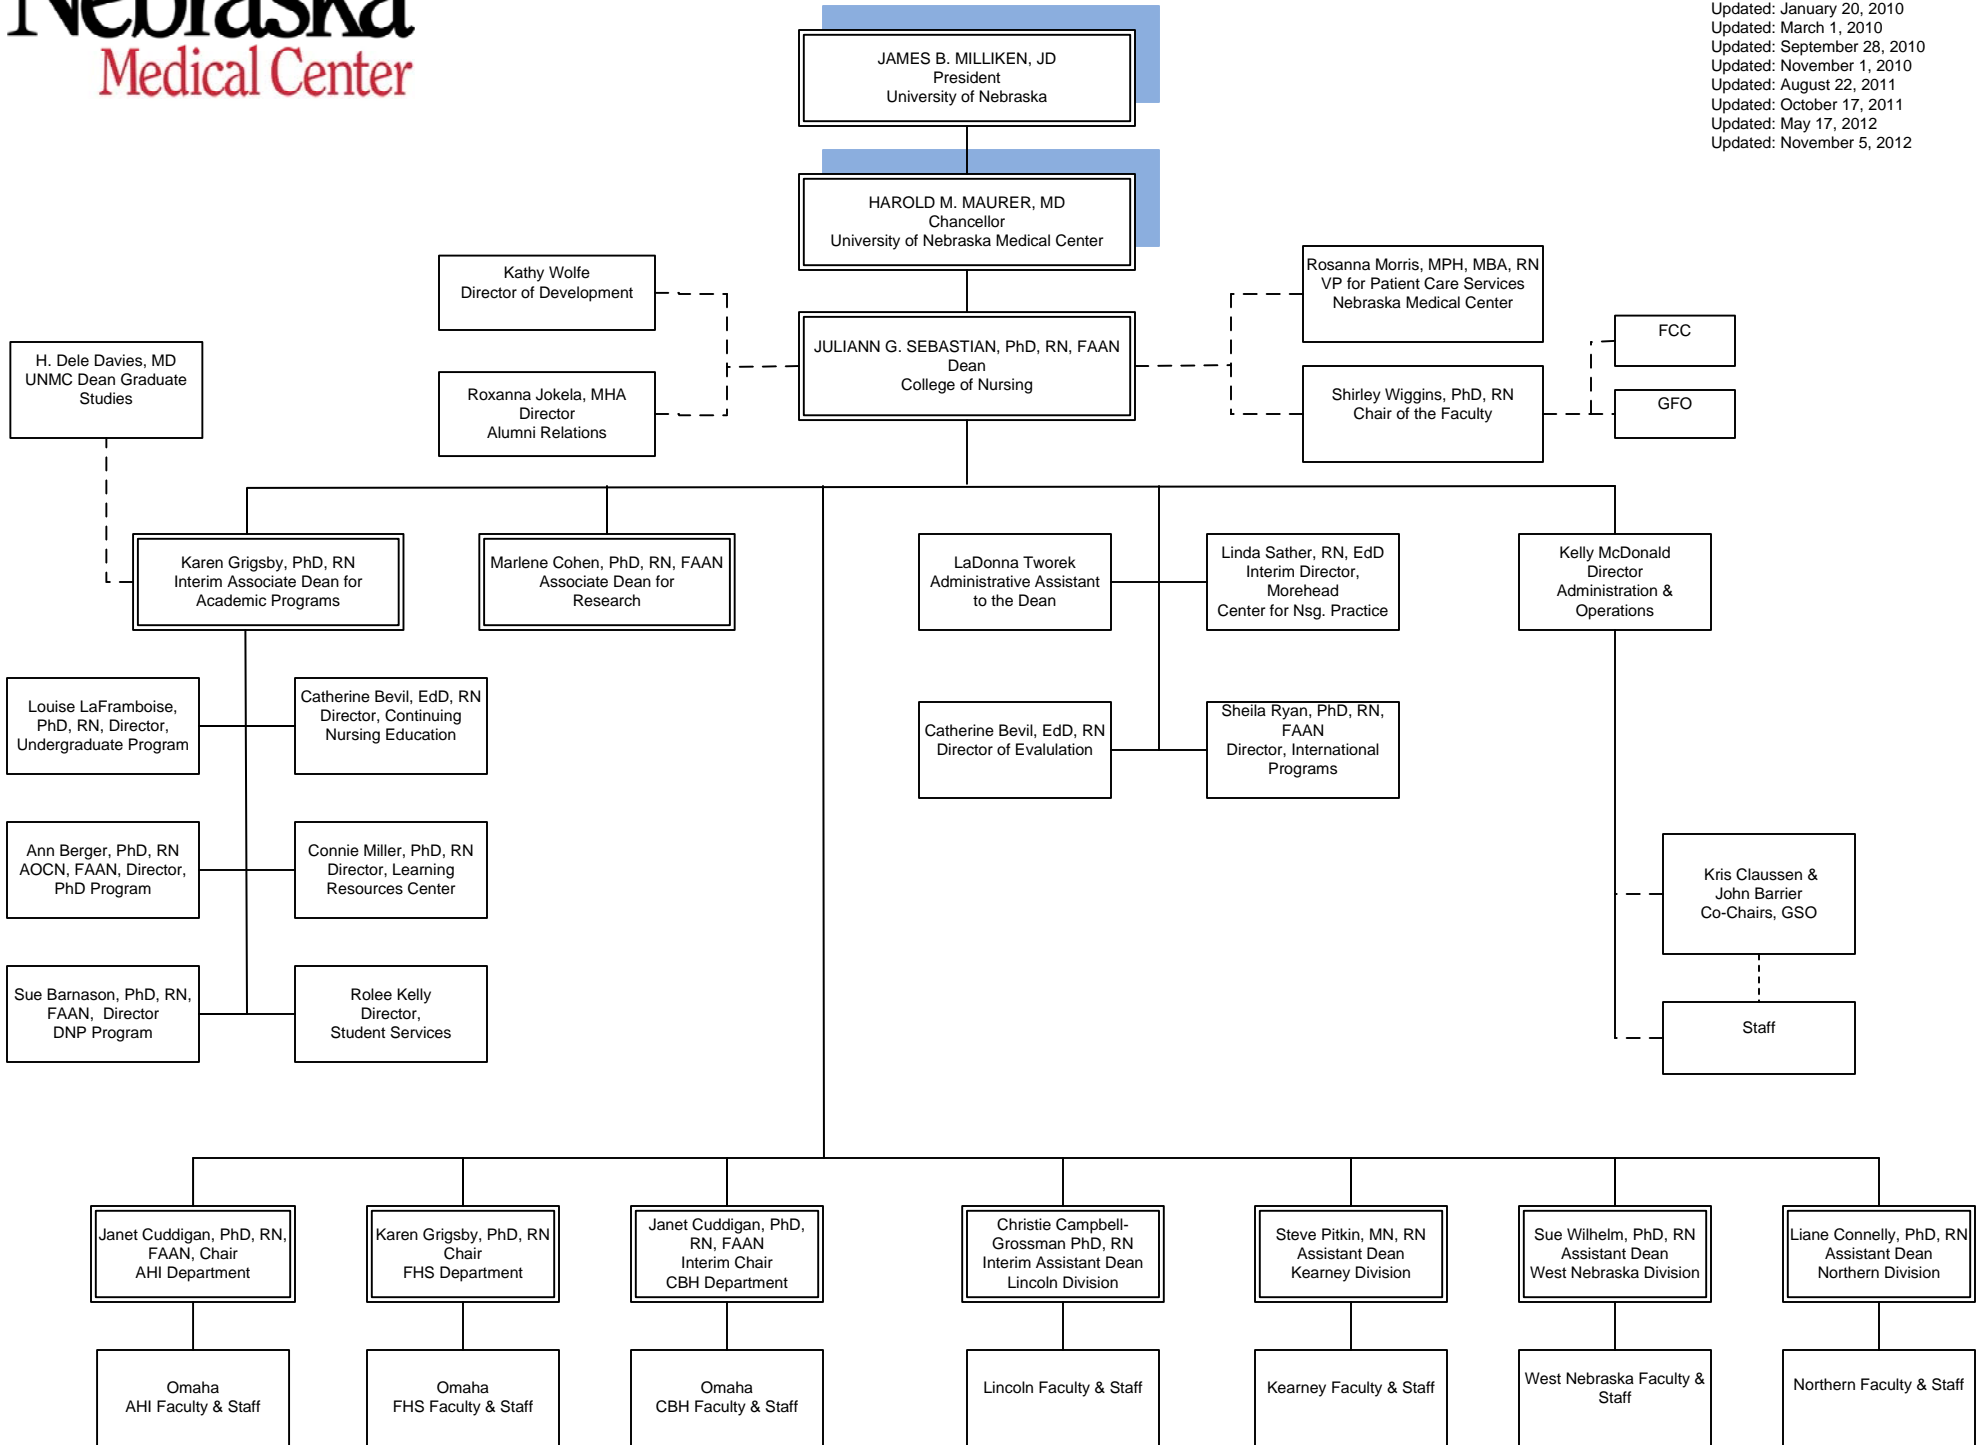 Nebraska
Medical Center
Updated: January 20, 2010
Updated: March 1, 2010
Updated: September 28, 2010
Updated: November 1, 2010
Updated: August 22, 2011
Updated: October 17, 2011
Updated: May 17, 2012
Updated: November 5, 2012
JAMES B. MILLIKEN, JD
President
University of Nebraska
HAROLD M. MAURER, MD
Chancellor
University of Nebraska Medical Center
Kathy Wolfe
Director of Development
Rosanna Morris, MPH, MBA, RN
VP for Patient Care Services
Nebraska Medical Center
JULIANN G. SEBASTIAN, PhD, RN, FAAN
Dean
College of Nursing
FCC
H. Dele Davies, MD
UNMC Dean Graduate
Studies
Roxanna Jokela, MHA
Director
Alumni Relations
Shirley Wiggins, PhD, RN
Chair of the Faculty
GFO
Karen Grigsby, PhD, RN
Interim Associate Dean for
Academic Programs
Marlene Cohen, PhD, RN, FAAN
Associate Dean for
Research
LaDonna Tworek
Administrative Assistant
to the Dean
Linda Sather, RN, EdD
Interim Director,
Morehead
Center for Nsg. Practice
Kelly McDonald
Director
Administration &
Operations
Louise LaFramboise,
PhD, RN, Director,
Undergraduate Program
Catherine Bevil, EdD, RN
Director, Continuing
Nursing Education
Catherine Bevil, EdD, RN
Director of Evalulation
Sheila Ryan, PhD, RN,
FAAN
Director, International
Programs
Ann Berger, PhD, RN
AOCN, FAAN, Director,
PhD Program
Connie Miller, PhD, RN
Director, Learning
Resources Center
Kris Claussen &
John Barrier
Co-Chairs, GSO
Sue Barnason, PhD, RN,
FAAN, Director
DNP Program
Rolee Kelly
Director,
Student Services
Staff
Janet Cuddigan, PhD, RN,
FAAN, Chair
AHI Department
Karen Grigsby, PhD, RN
Chair
FHS Department
Janet Cuddigan, PhD,
RN, FAAN
Interim Chair
CBH Department
Christie Campbell-
Grossman PhD, RN
Interim Assistant Dean
Lincoln Division
Steve Pitkin, MN, RN
Assistant Dean
Kearney Division
Sue Wilhelm, PhD, RN
Assistant Dean
West Nebraska Division
Liane Connelly, PhD, RN
Assistant Dean
Northern Division
Omaha
AHI Faculty & Staff
Omaha
FHS Faculty & Staff
Omaha
CBH Faculty & Staff
Lincoln Faculty & Staff
Kearney Faculty & Staff
West Nebraska Faculty &
Staff
Northern Faculty & Staff